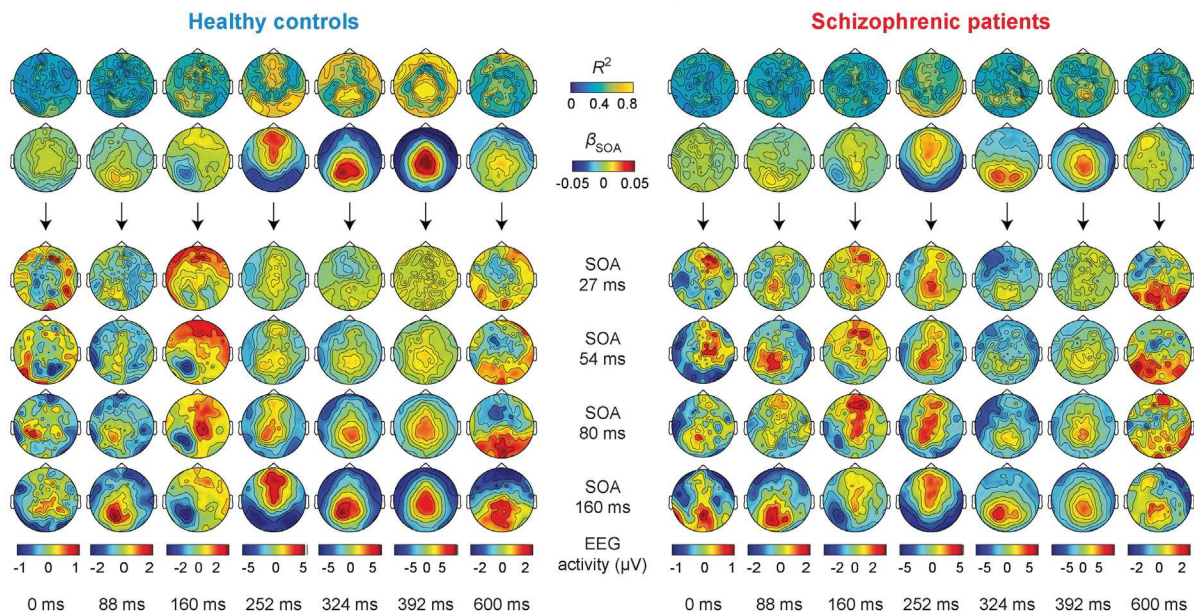 Healthy controls
Schizophrenic patients
R²
0 0.4 0.8
βSOA
-0.05 0 0.05
SOA
27 ms
SOA
54 ms
SOA
80 ms
SOA
160 ms
EEG
activity (µV)
-1 0 1 -2 0 2 -2 0 2 -5 0 5 -5 0 5 -5 0 5 -2 0 2
-1 0 1 -2 0 2 -2 0 2 -5 0 5 -5 0 5 -5 0 5 -2 0 2
0 ms 88 ms 160 ms 252 ms 324 ms 392 ms 600 ms
0 ms 88 ms 160 ms 252 ms 324 ms 392 ms 600 ms